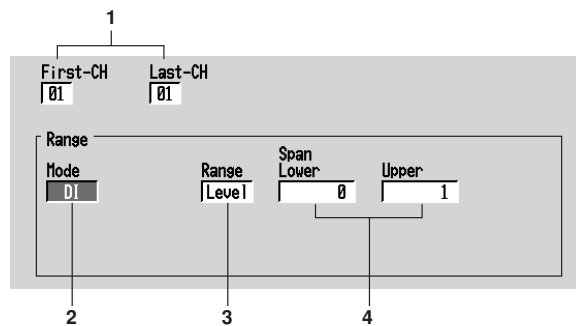 1
First-CH Last-CH
01 01
Range
Span
Mode Range Lower Upper
DI Level 0 1
2 3 4